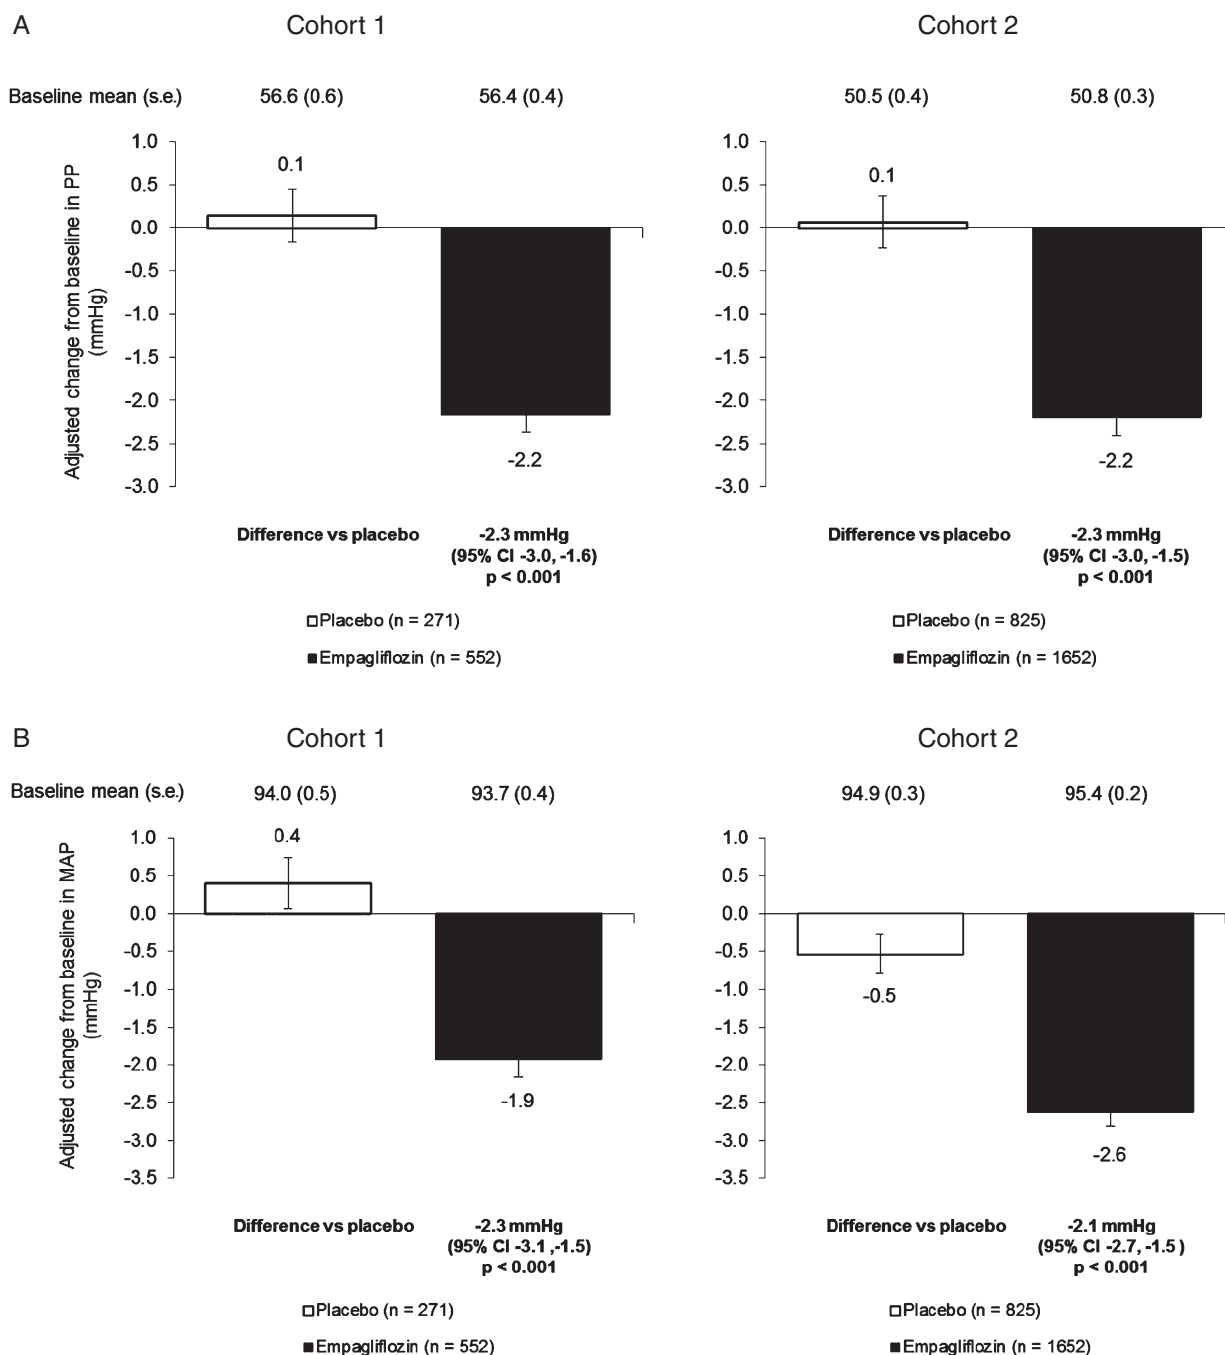 A
Cohort 1
Cohort 2
Baseline mean (s.e.)
56.6 (0.6)
56.4 (0.4)
50.5 (0.4)
50.8 (0.3)
Adjusted change from baseline in PP
(mmHg)
1.0
0.5
0.0
-0.5
-1.0
-1.5
-2.0
-2.5
-3.0
0.1
-2.2
1.0
0.5
0.0
-0.5
-1.0
-1.5
-2.0
-2.5
-3.0
0.1
-2.2
Difference vs placebo
-2.3 mmHg
(95% CI -3.0, -1.6)
p < 0.001
Difference vs placebo
-2.3 mmHg
(95% CI -3.0, -1.5)
p < 0.001
Placebo (n = 271)
Empagliflozin (n = 552)
Placebo (n = 825)
Empagliflozin (n = 1652)
B
Cohort 1
Cohort 2
Baseline mean (s.e.)
94.0 (0.5)
93.7 (0.4)
94.9 (0.3)
95.4 (0.2)
Adjusted change from baseline in MAP
(mmHg)
1.0
0.5
0.0
-0.5
-1.0
-1.5
-2.0
-2.5
-3.0
-3.5
0.4
-1.9
1.0
0.5
0.0
-0.5
-1.0
-1.5
-2.0
-2.5
-3.0
-3.5
-0.5
-2.6
Difference vs placebo
-2.3 mmHg
(95% CI -3.1 ,-1.5)
p < 0.001
Difference vs placebo
-2.1 mmHg
(95% CI -2.7, -1.5 )
p < 0.001
Placebo (n = 271)
Empagliflozin (n = 552)
Placebo (n = 825)
Empagliflozin (n = 1652)